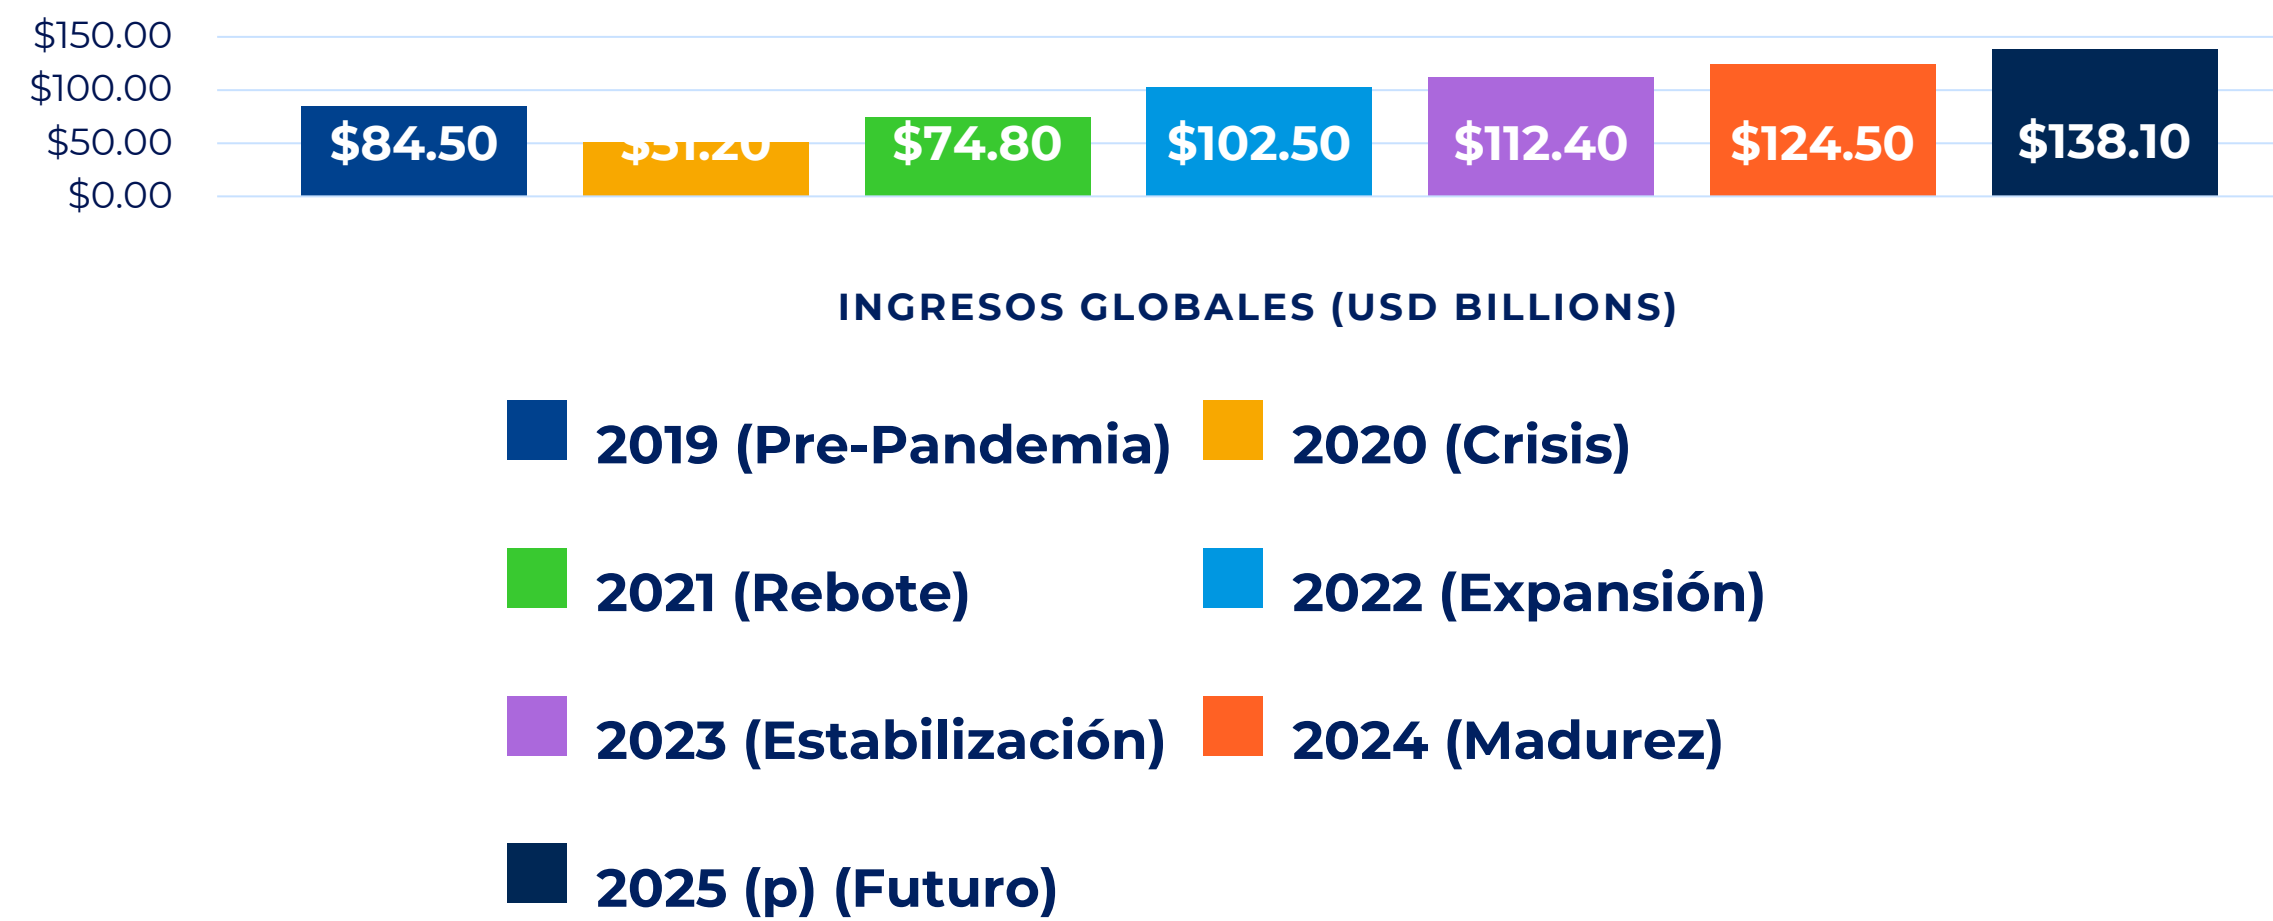 $150.00
$100.00
$50.00
$0.00
$84.50 $51.20 $74.80 $102.50 $112.40 $124.50 $138.10
INGRESOS GLOBALES (USD BILLIONS)
2019 (Pre-Pandemia) 2020 (Crisis)
2021 (Rebote) 2022 (Expansión)
2023 (Estabilización) 2024 (Madurez)
2025 (p) (Futuro)